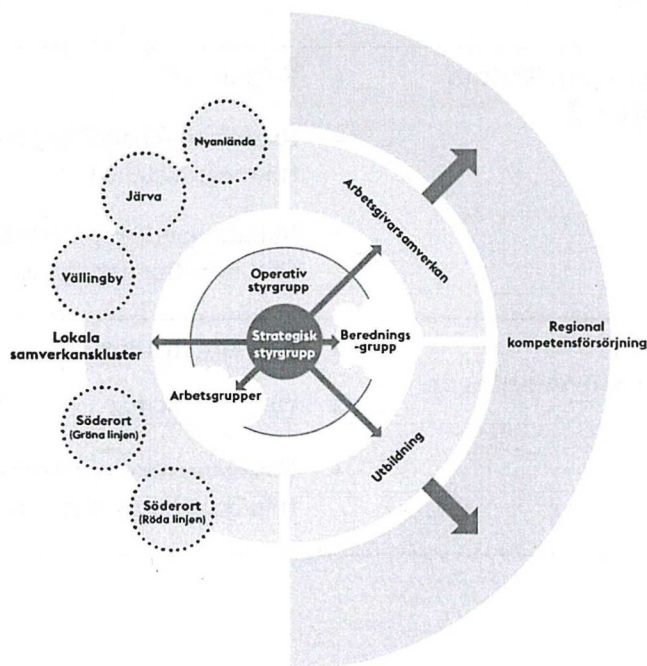 Nyanlända
Järva
Vällingby
Lokala
samverkanskluster
Söderort
(Gröna linjen)
Söderort
(Röda linjen)
Operativ
styrgrupp
Strategisk
styrgrupp
Berednings
-grupp
Arbetsgrupper
Arbetsgivarsamverkan
Utbildning
Regional
kompetensförsörjning